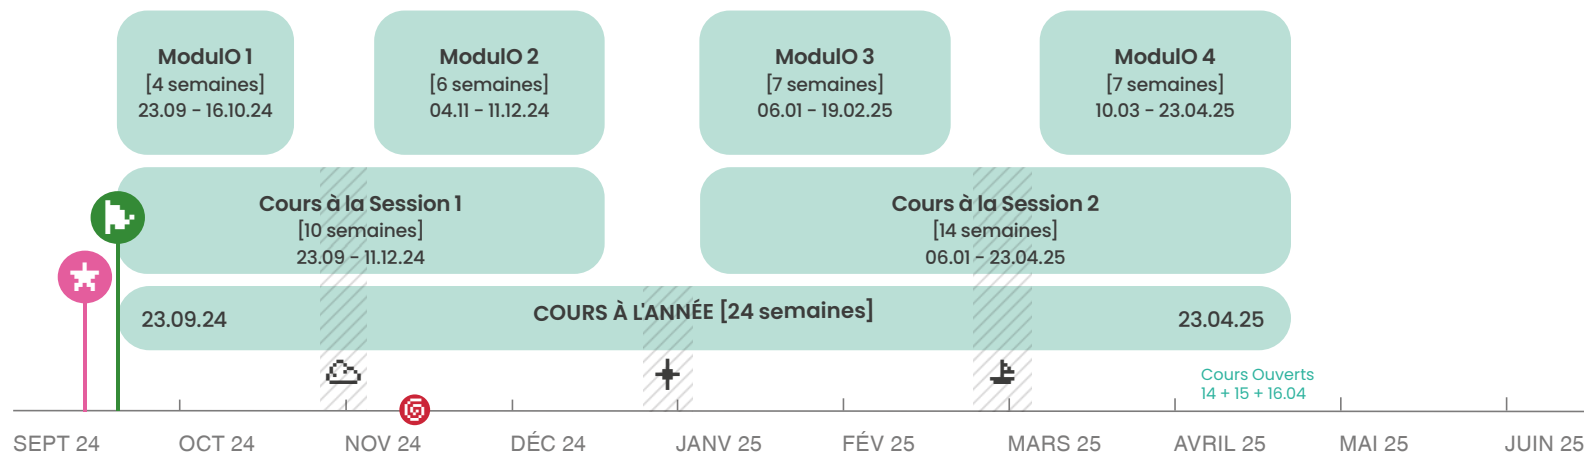 ModulO 1
[4 semaines]
23.09 - 16.10.24
ModulO 2
[6 semaines]
04.11 - 11.12.24
ModulO 3
[7 semaines]
06.01 - 19.02.25
ModulO 4
[7 semaines]
10.03 - 23.04.25
Cours à la Session 1
[10 semaines]
23.09 - 11.12.24
Cours à la Session 2
[14 semaines]
06.01 - 23.04.25
23.09.24
COURS À L'ANNÉE [24 semaines]
23.04.25
Cours Ouverts
14 + 15 + 16.04
SEPT 24
OCT 24
NOV 24
DÉC 24
JANV 25
FÉV 25
MARS 25
AVRIL 25
MAI 25
JUIN 25